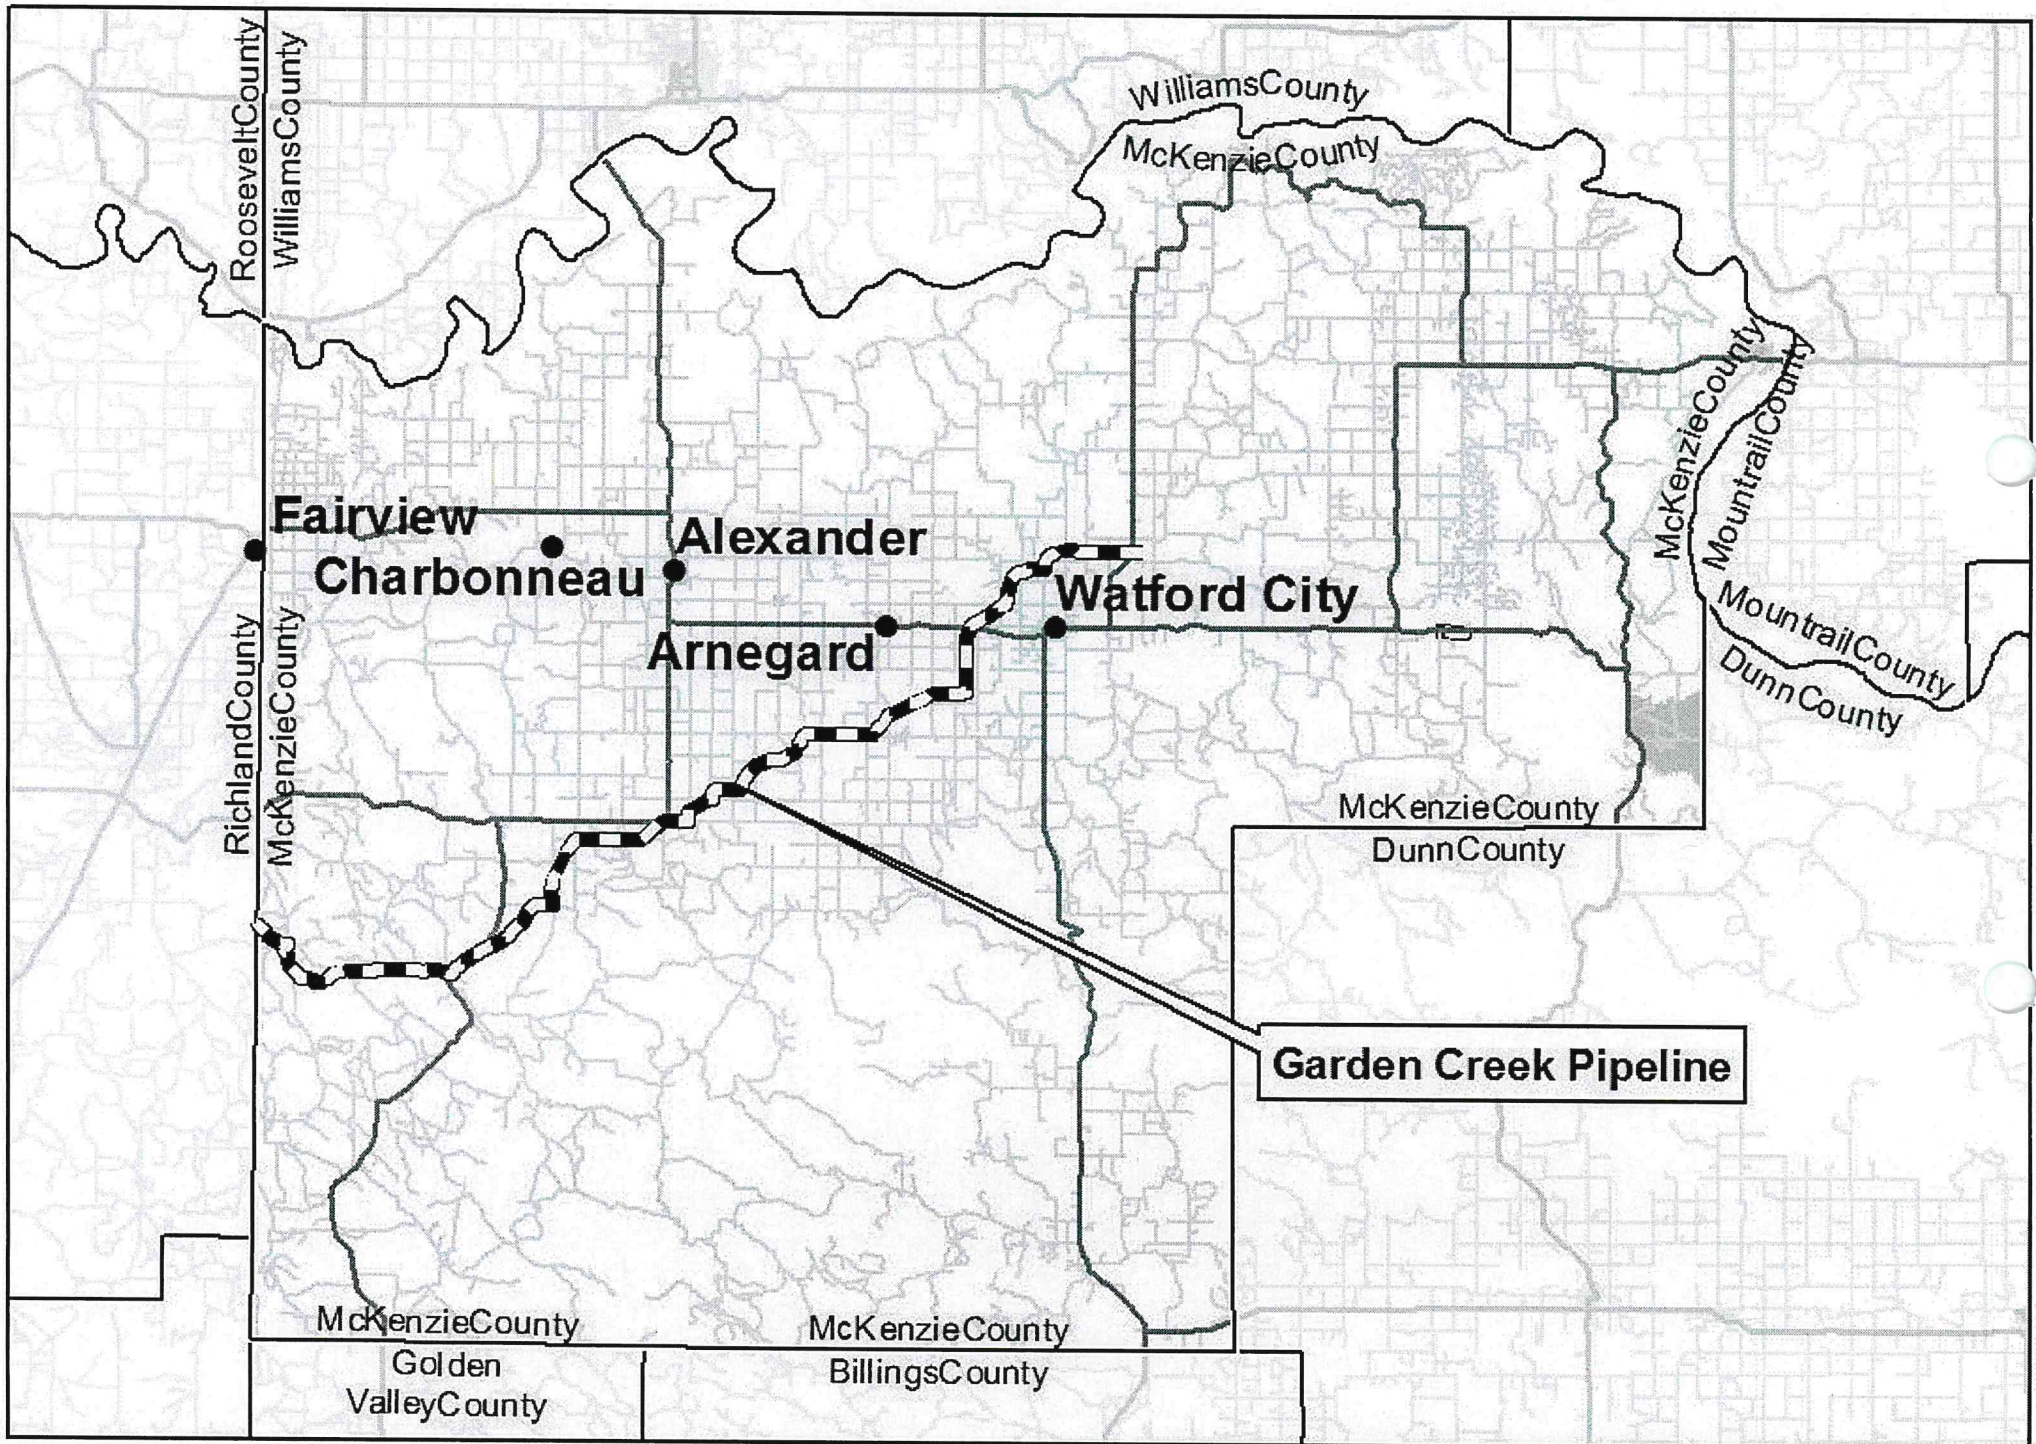 RooseveltCounty
WilliamsCounty
WilliamsCounty
McKenzieCounty
McKenzieCounty
MountrailCounty
Fairview
Charbonneau
Alexander
Watford City
Arnegard
MountrailCounty
DunnCounty
RichlandCounty
McKenzieCounty
McKenzieCounty
DunnCounty
Garden Creek Pipeline
McKenzieCounty
McKenzieCounty
Golden
ValleyCounty
BillingsCounty